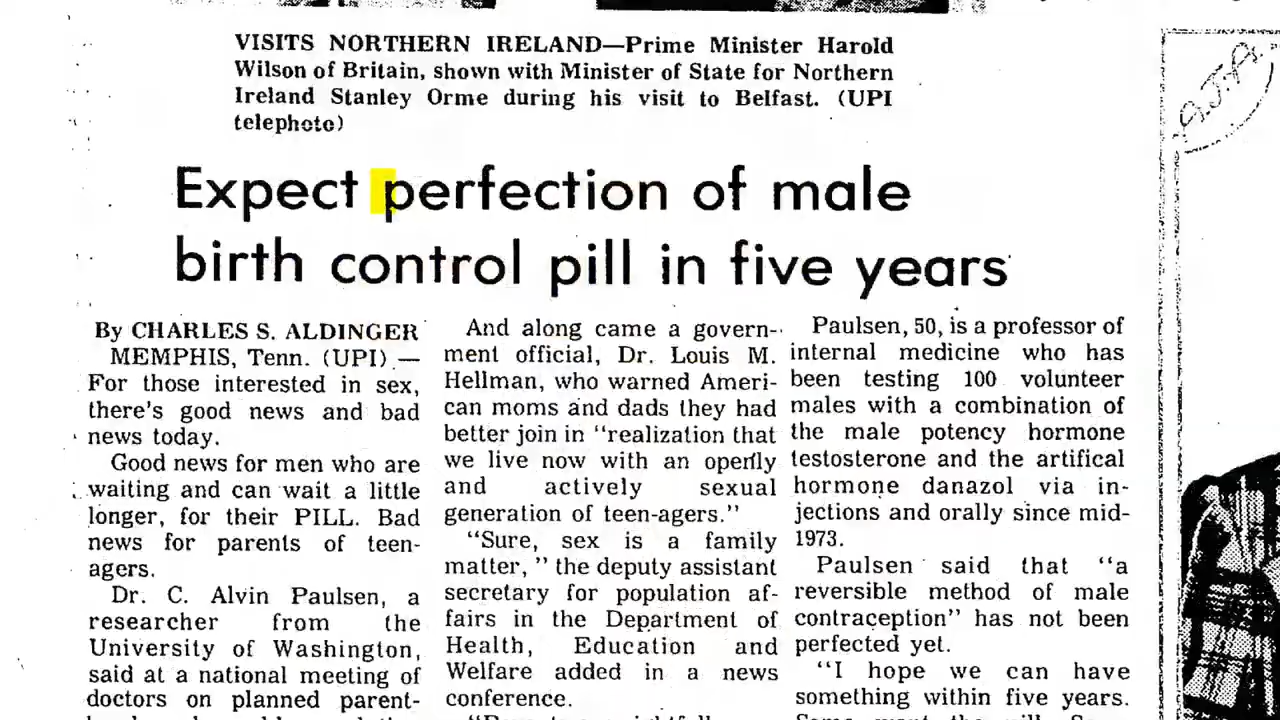 VISITS NORTHERN IRELAND—Prime Minister Harold
Wilson of Britain, shown with Minister of State for Northern
Ireland Stanley Orme during his visit to Belfast. (UPI
telephoto)
Expect perfection of male
birth control pill in five years
By CHARLES S. ALDINGER
MEMPHIS, Tenn. (UPI) —
For those interested in sex,
there's good news and bad
news today.
Good news for men who are
waiting and can wait a little
longer, for their PILL. Bad
news for parents of teen-
agers.
Dr. C. Alvin Paulsen, a
researcher from the
University of Washington,
said at a national meeting of
doctors on planned parent-
And along came a govern-
ment official, Dr. Louis M.
Hellman, who warned Ameri-
can moms and dads they had
better join in "realization that
we live now with an openly
and actively sexual
generation of teen-agers."
"Sure, sex is a family
matter, " the deputy assistant
secretary for population af-
fairs in the Department of
Health, Education and
Welfare added in a news
conference.
Paulsen, 50, is a professor of
internal medicine who has
been testing 100 volunteer
males with a combination of
the male potency hormone
testosterone and the artifical
hormone danazol via in-
jections and orally since mid-
1973.
Paulsen said that "a
reversible method of male
contraception" has not been
perfected yet.
"I hope we can have
something within five years.
A.J.A.